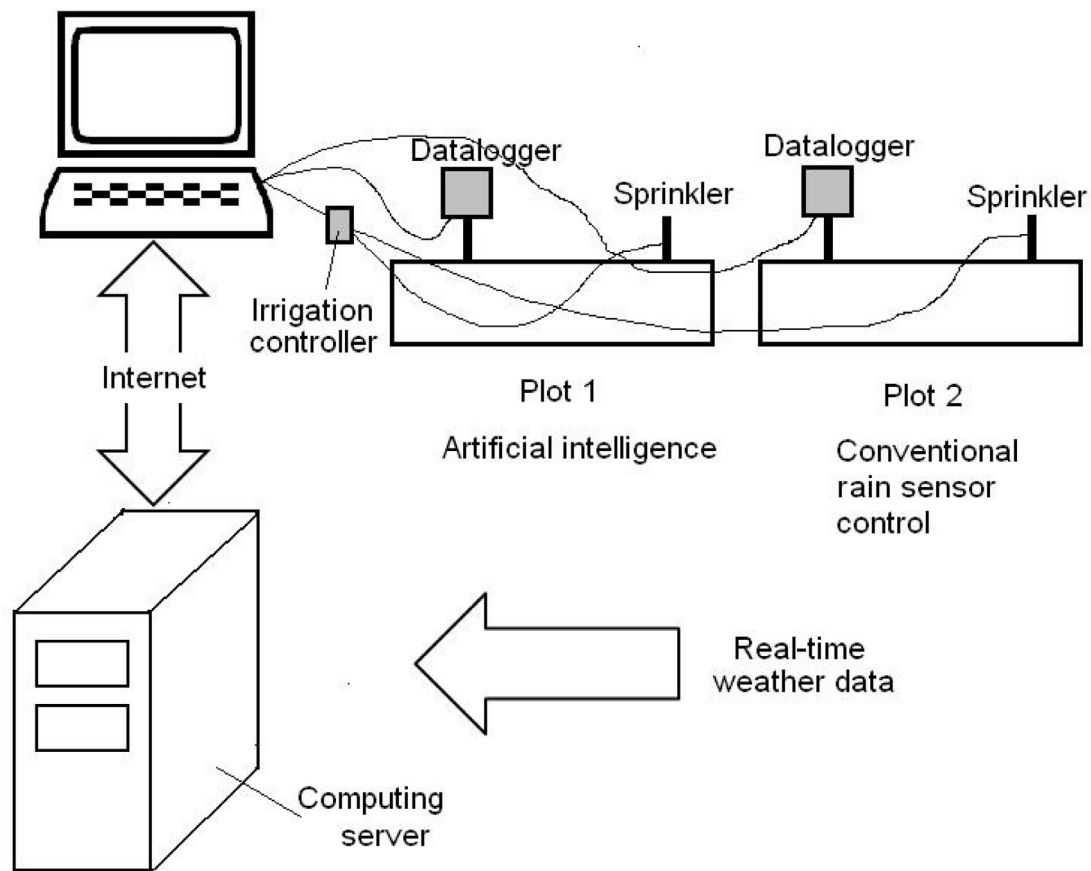 Datalogger
Sprinkler
Datalogger
Sprinkler
Irrigation
controller
Internet
Plot 1
Artificial intelligence
Plot 2
Conventional
rain sensor
control
Real-time
weather data
Computing
server